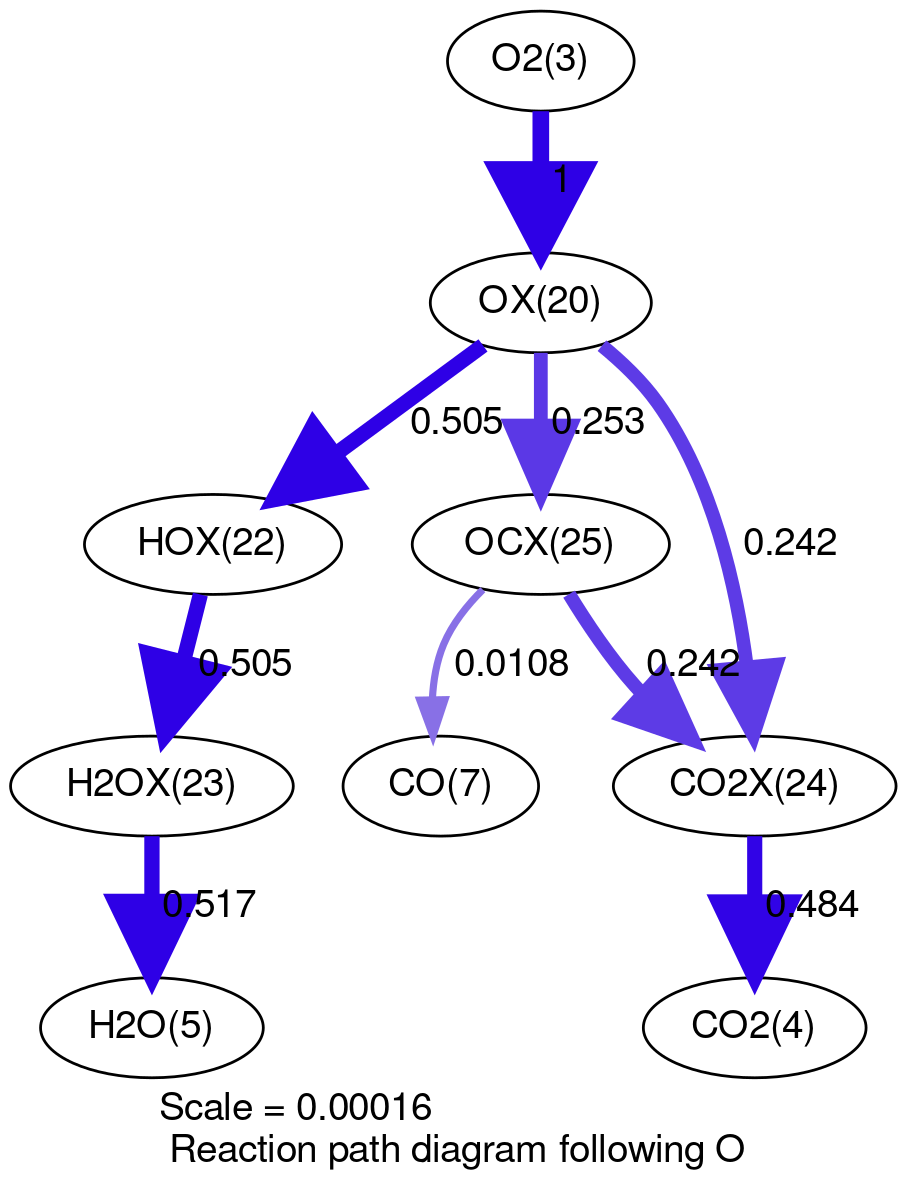 O2(3)
1
OX(20)
0.505
0.253
0.242
HOX(22)
OCX(25)
0.505
0.0108
0.242
H2OX(23)
CO(7)
CO2X(24)
0.517
0.484
H2O(5)
CO2(4)
Scale = 0.00016
Reaction path diagram following O